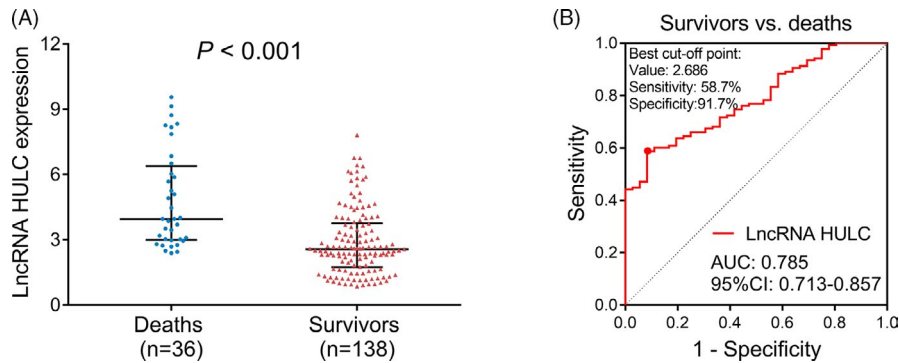 (A)
P < 0.001
LncRNA HULC expression
12
9
6
3
0
Deaths
(n=36)
Survivors
(n=138)
(B)
Survivors vs. deaths
Best cut-off point:
Value: 2.686
Sensitivity: 58.7%
Specificity:91.7%
Sensitivity
1.0
0.8
0.6
0.4
0.2
0.0
LncRNA HULC
AUC: 0.785
95%CI: 0.713-0.857
0.0 0.2 0.4 0.6 0.8 1.0
1 - Specificity